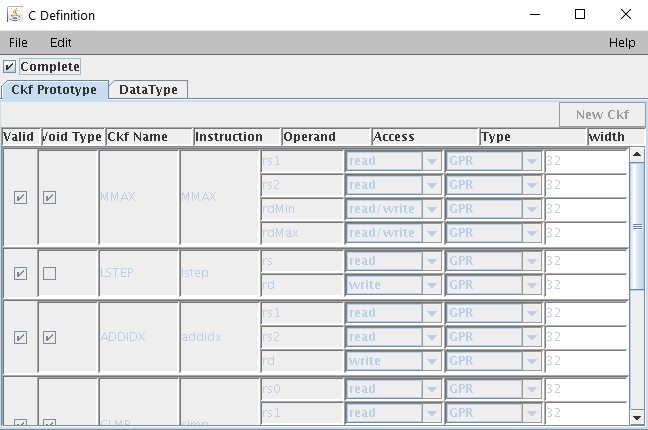 C Definition
File Edit Help
Complete
Ckf Prototype DataType
New Ckf
Valid Void Type Ckf Name Instruction Operand Access Type width
MMAX MMAX rs1 read GPR 32
rs2 read GPR 32
rdMin read/write GPR 32
rdMax read/write GPR 32
LSTEP lstep rs read GPR 32
rd write GPR 32
ADDIDX addidx rs1 read GPR 32
rs2 read GPR 32
rd write GPR 32
rs0 read GPR 32
CLMP clmp rs1 read GPR 32